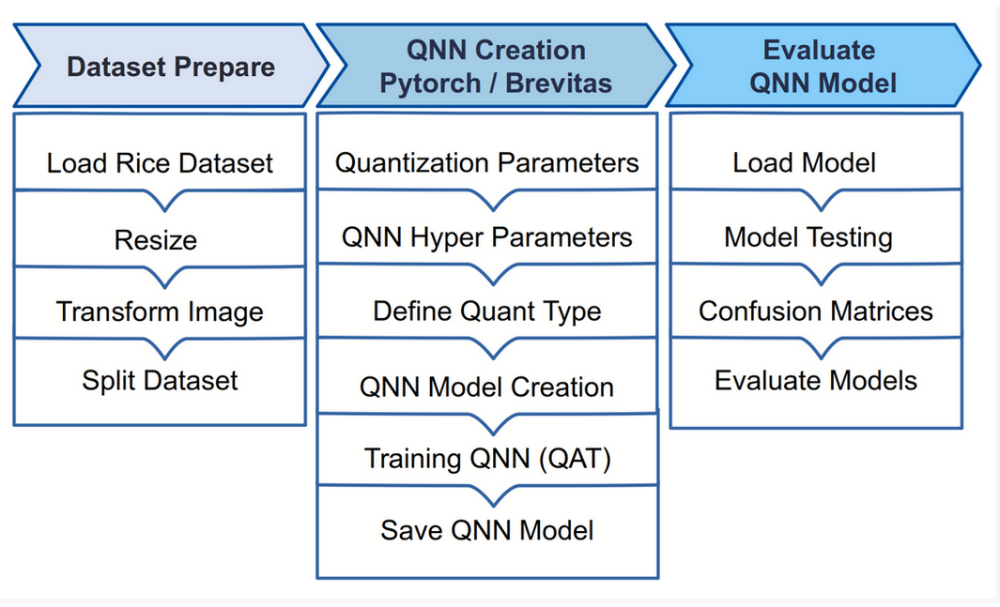 Dataset Prepare
Load Rice Dataset
Resize
Transform Image
Split Dataset
QNN Creation
Pytorch / Brevitas
Quantization Parameters
QNN Hyper Parameters
Define Quant Type
QNN Model Creation
Training QNN (QAT)
Save QNN Model
Evaluate
QNN Model
Load Model
Model Testing
Confusion Matrices
Evaluate Models